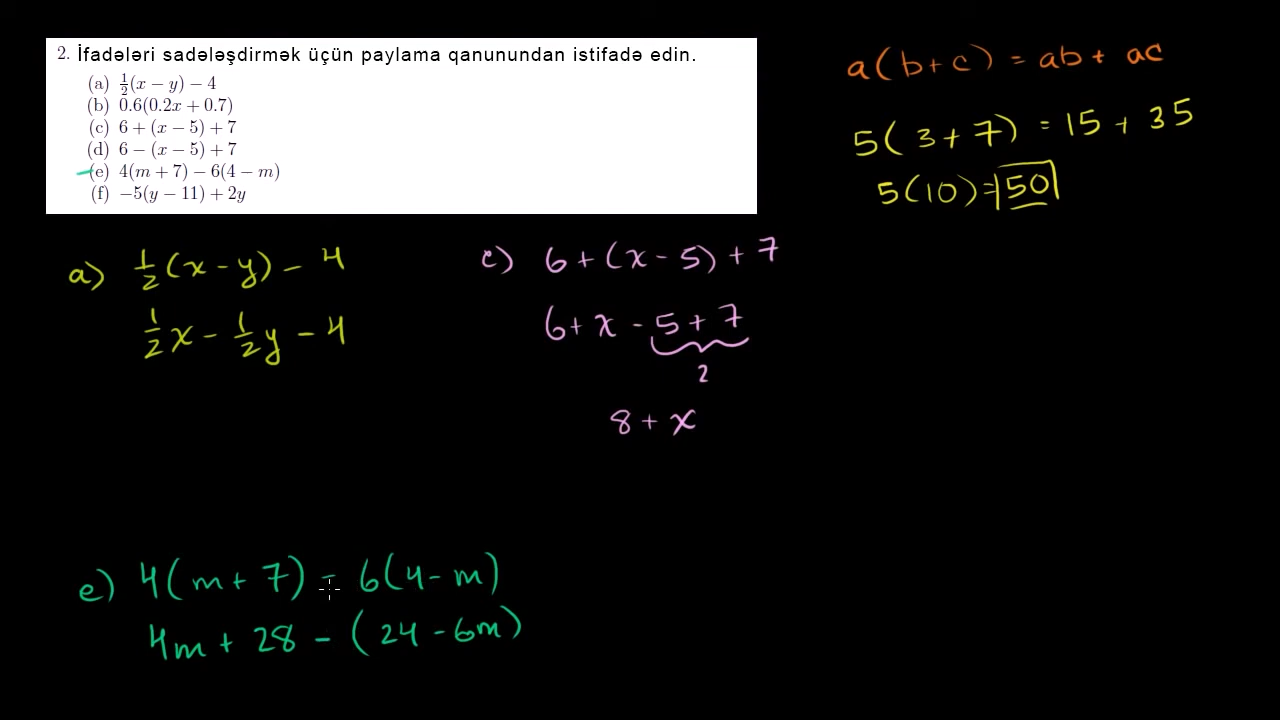 2. İfadələri sadələşdirmək üçün paylama qanunundan istifadə edin.
(a) 1/2(x − y) − 4
(b) 0.6(0.2x + 0.7)
(c) 6 + (x − 5) + 7
(d) 6 − (x − 5) + 7
(e) 4(m + 7) − 6(4 − m)
(f) −5(y − 11) + 2y
a(b+c) = ab + ac
5(3+7) = 15 + 35
5(10) = 50
a) 1/2(x − y) − 4
1/2x − 1/2y − 4
c) 6 + (x − 5) + 7
6 + x − 5 + 7
2
8 + x
e) 4(m + 7) − 6(4 − m)
4m + 28 − (24 − 6m)